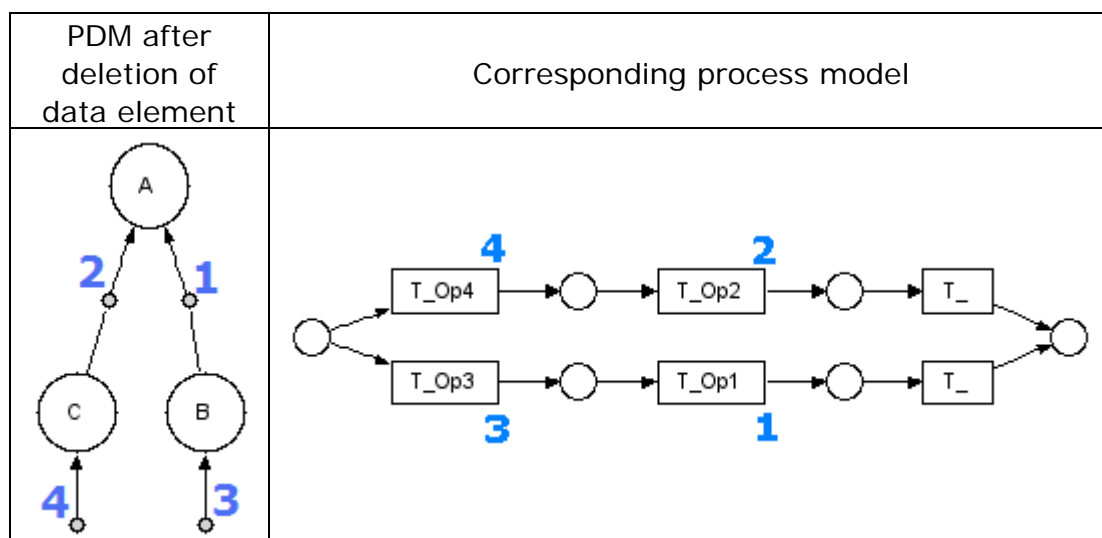 PDM after
deletion of
data element
Corresponding process model
A
2 1
C B
4 3
4 2
T_Op4 T_Op2 T_
T_Op3 T_Op1 T_
3 1